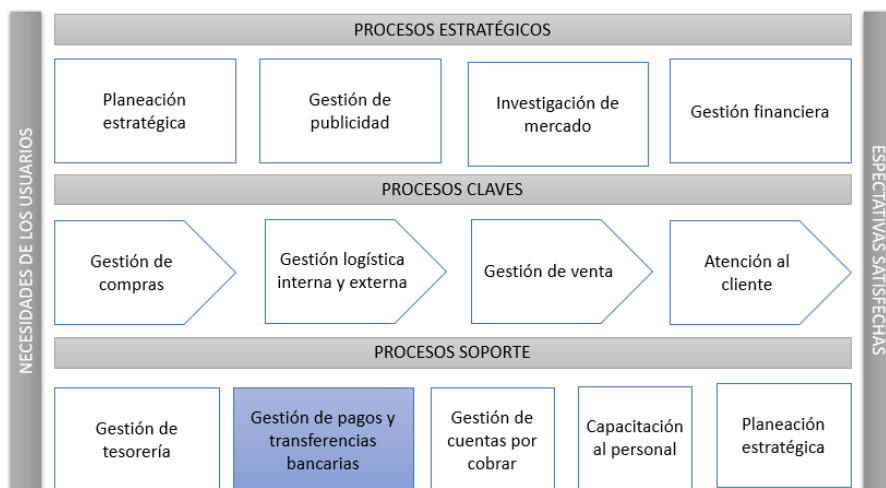 NECESIDADES DE LOS USUARIOS
PROCESOS ESTRATÉGICOS
Planeación
estratégica
Gestión de
publicidad
Investigación de
mercado
Gestión financiera
PROCESOS CLAVES
Gestión de
compras
Gestión logística
interna y externa
Gestión de venta
Atención al
cliente
PROCESOS SOPORTE
Gestión de
tesorería
Gestión de pagos y
transferencias
bancarias
Gestión de
cuentas por
cobrar
Capacitación
al personal
Planeación
estratégica
ESPECTATIVAS SATISFECHAS